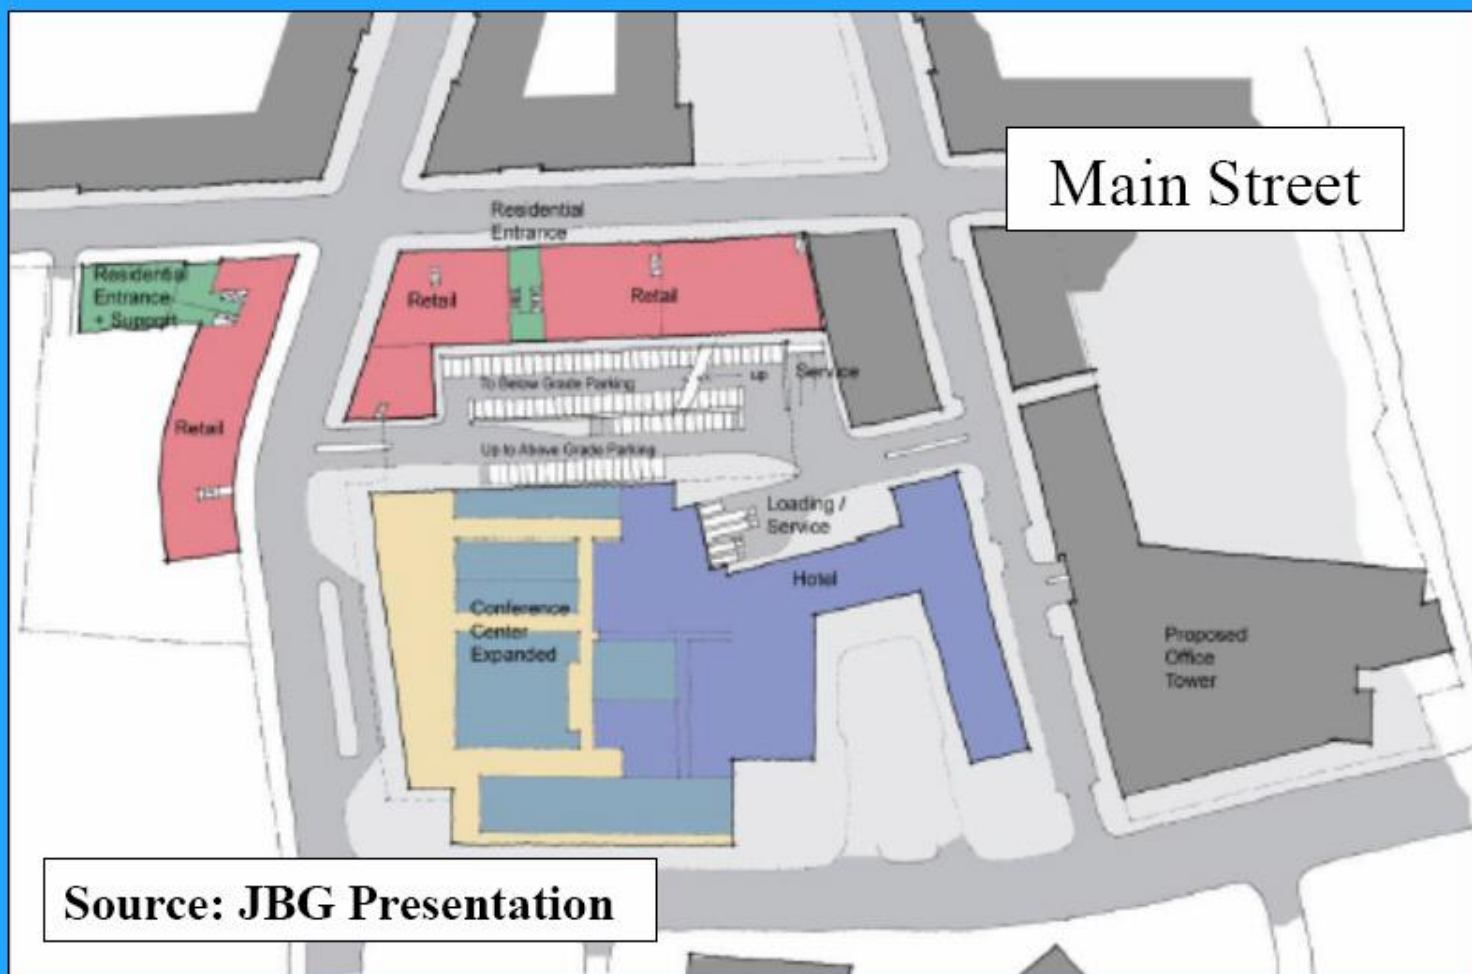 Main Street
Residential
Entrance
Residential
Entrance
+ Support
Retail
Retail
Retail
To Below Grade Parking
up
Service
Up to Above Grade Parking
Loading /
Service
Hotel
Conference
Center
Expanded
Proposed
Office
Tower
Source: JBG Presentation